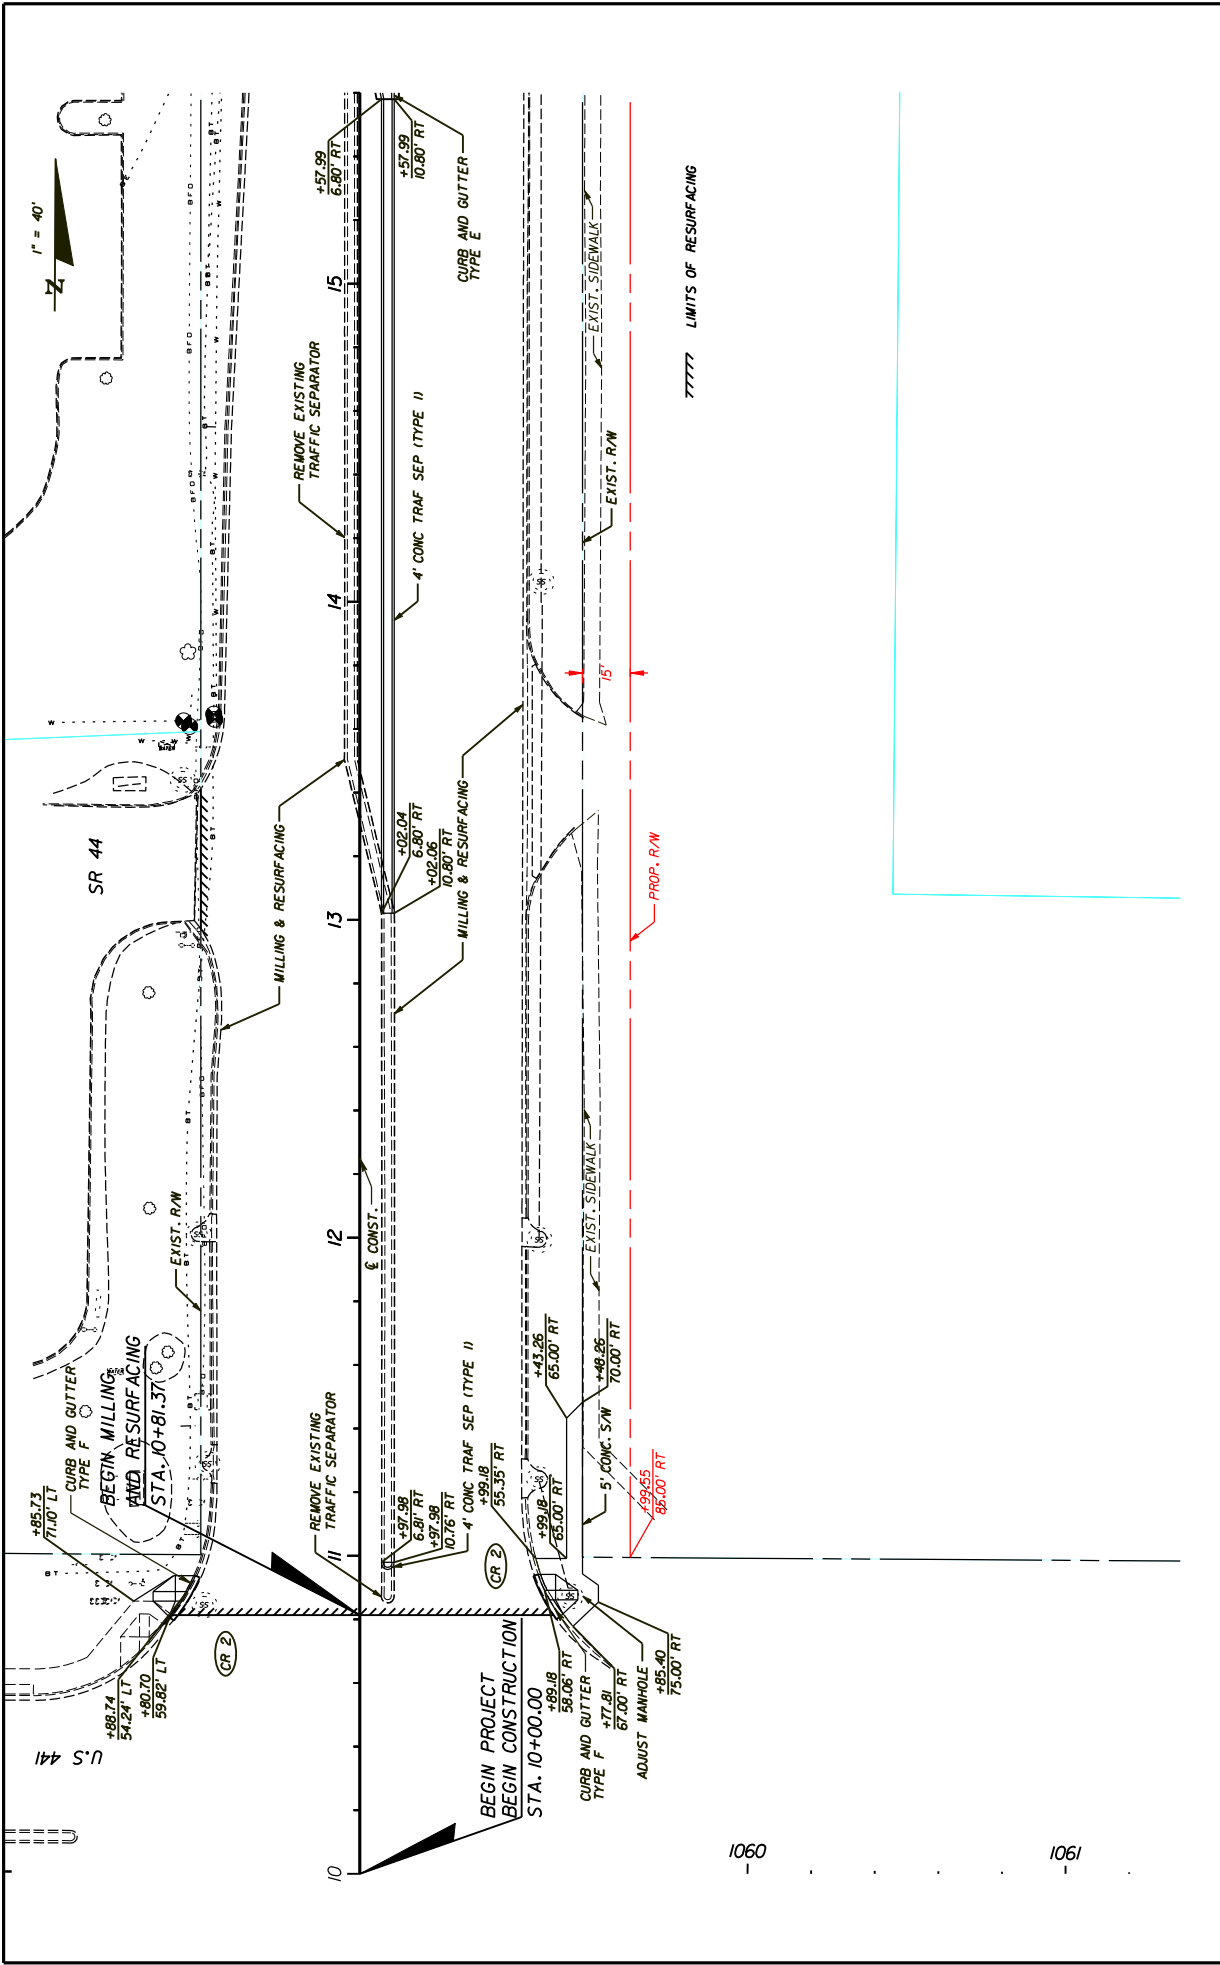 1" = 40'
N
U.S 441
SR 44
+85.73
71.10' LT
CURB AND GUTTER
TYPE F
BEGIN MILLING
AND RESURFACING
STA. 10+81.37
+88.74
54.24' LT
+80.70
59.82' LT
CR 2
EXIST. R/W
MILLING & RESURFACING
REMOVE EXISTING
TRAFFIC SEPARATOR
REMOVE EXISTING
TRAFFIC SEPARATOR
+57.99
6.80' RT
+57.99
10.80' RT
CURB AND GUTTER
TYPE E
10
11
12
13
14
15
℄ CONST.
4' CONC TRAF SEP (TYPE I)
+02.04
6.80' RT
+02.06
10.80' RT
MILLING & RESURFACING
+97.98
6.81' RT
+97.98
10.76' RT
4' CONC TRAF SEP (TYPE I)
+99.18
55.35' RT
CR 2
+99.18
65.00' RT
+43.26
65.00' RT
+48.26
70.00' RT
5' CONC. S/W
BEGIN PROJECT
BEGIN CONSTRUCTION
STA. 10+00.00
+89.18
58.06' RT
CURB AND GUTTER
TYPE F
+77.81
67.00' RT
ADJUST MANHOLE
+85.40
75.00' RT
+99.55
85.00' RT
EXIST. SIDEWALK
EXIST. SIDEWALK
EXIST. R/W
15'
PROP. R/W
LIMITS OF RESURFACING
1060
1061